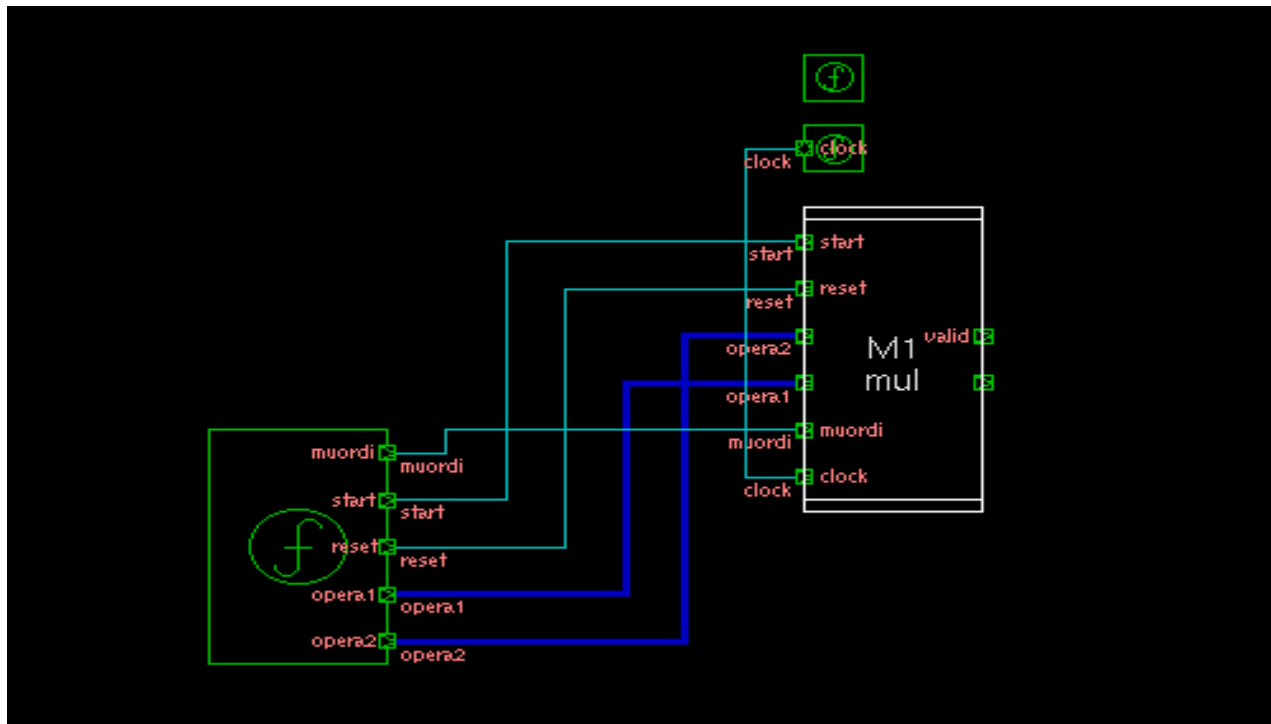 clock
clock
start
start
reset
reset
opera2
valid
M1
mul
opera1
muordi
muordi
clock
clock
muordi
muordi
start
start
reset
reset
opera1
opera1
opera2
opera2